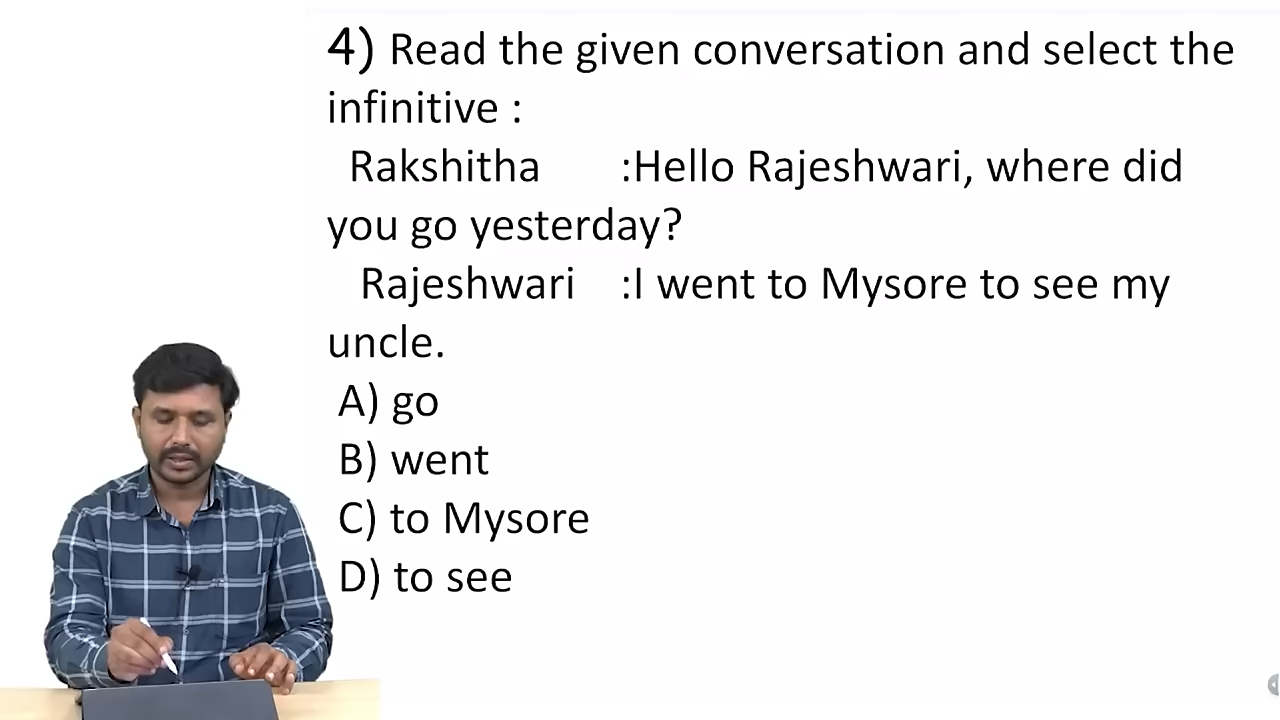 4) Read the given conversation and select the
infinitive :
Rakshitha :Hello Rajeshwari, where did
you go yesterday?
Rajeshwari :I went to Mysore to see my
uncle.
A) go
B) went
C) to Mysore
D) to see